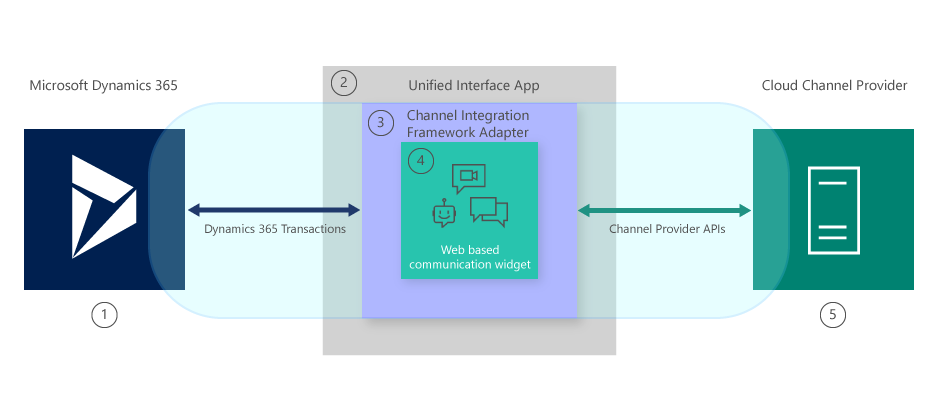 Microsoft Dynamics 365
2
Unified Interface App
Cloud Channel Provider
3
Channel Integration
Framework Adapter
4
Dynamics 365 Transactions
Channel Provider APIs
Web based
communication widget
1
5